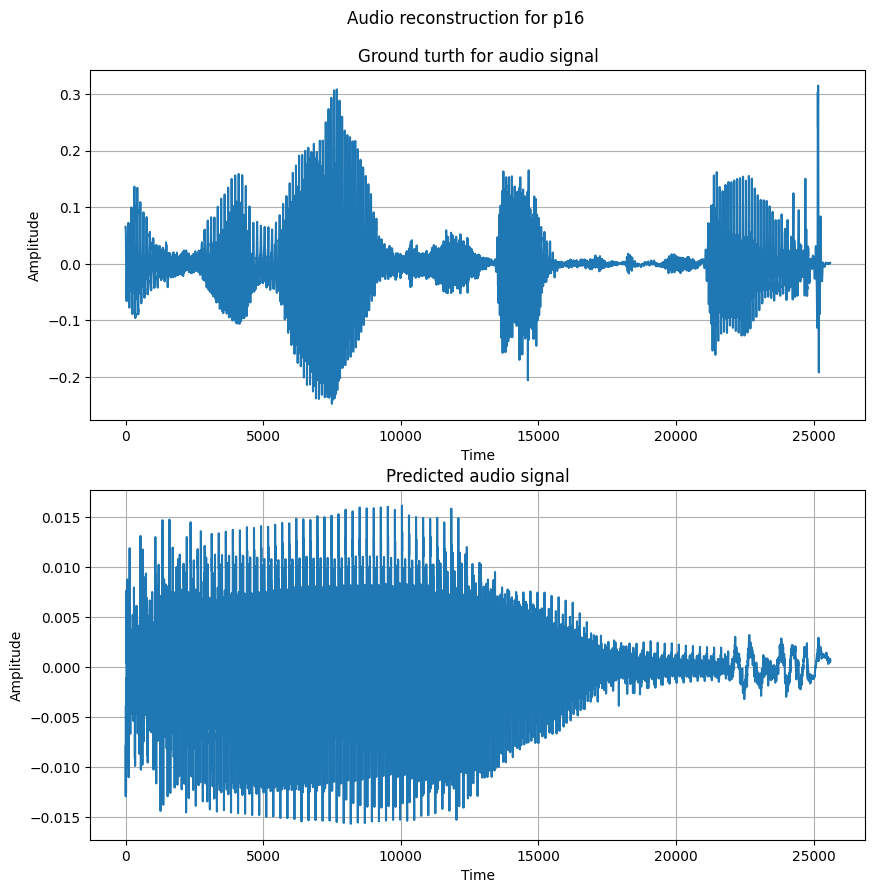 Audio reconstruction for p16
Ground turth for audio signal
0.3
0.2
0.1
0.0
−0.1
−0.2
Amplitude
0 5000 10000 15000 20000 25000
Time
Predicted audio signal
0.015
0.010
0.005
0.000
−0.005
−0.010
−0.015
Amplitude
0 5000 10000 15000 20000 25000
Time